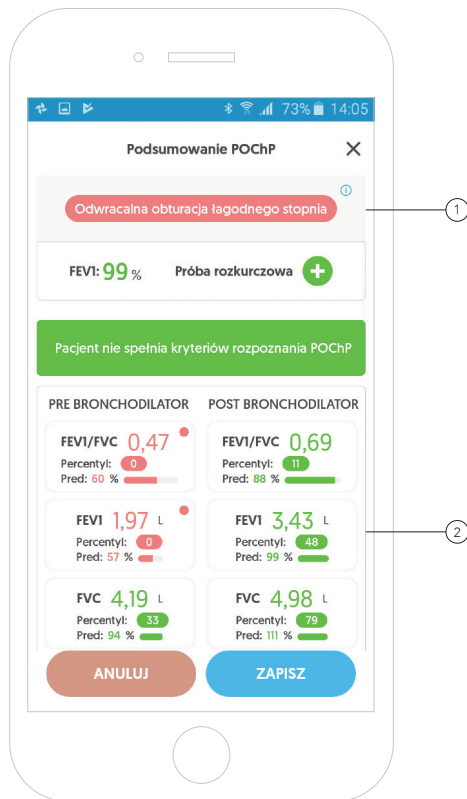 73% 14:05
Podsumowanie POChP
Odwracalna obturacja łagodnego stopnia
1
FEV1: 99 % Próba rozkurczowa
Pacjent nie spełnia kryteriów rozpoznania POChP
PRE BRONCHODILATOR POST BRONCHODILATOR
FEV1/FVC 0,47 FEV1/FVC 0,69
Percentyl: 0 Percentyl: 11
Pred: 60 % Pred: 88 %
FEV1 1,97 L FEV1 3,43 L
2
Percentyl: 0 Percentyl: 48
Pred: 57 % Pred: 99 %
FVC 4,19 L FVC 4,98 L
Percentyl: 33 Percentyl: 79
Pred: 94 % Pred: 111 %
ANULUJ ZAPISZ